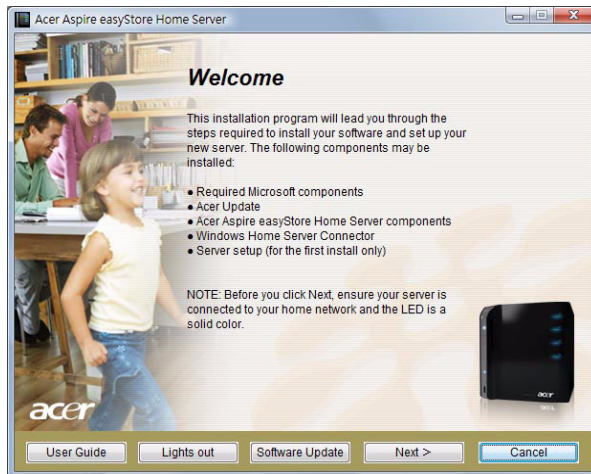 Acer Aspire easyStore Home Server
Welcome
This installation program will lead you through the
steps required to install your software and set up your
new server. The following components may be
installed:
● Required Microsoft components
● Acer Update
● Acer Aspire easyStore Home Server components
● Windows Home Server Connector
● Server setup (for the first install only)
NOTE: Before you click Next, ensure your server is
connected to your home network and the LED is a
solid color.
acer
acer
User Guide
Lights out
Software Update
Next >
Cancel